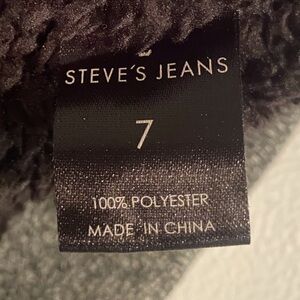 STEVE´S JEANS
7
100% POLYESTER
MADE IN CHINA